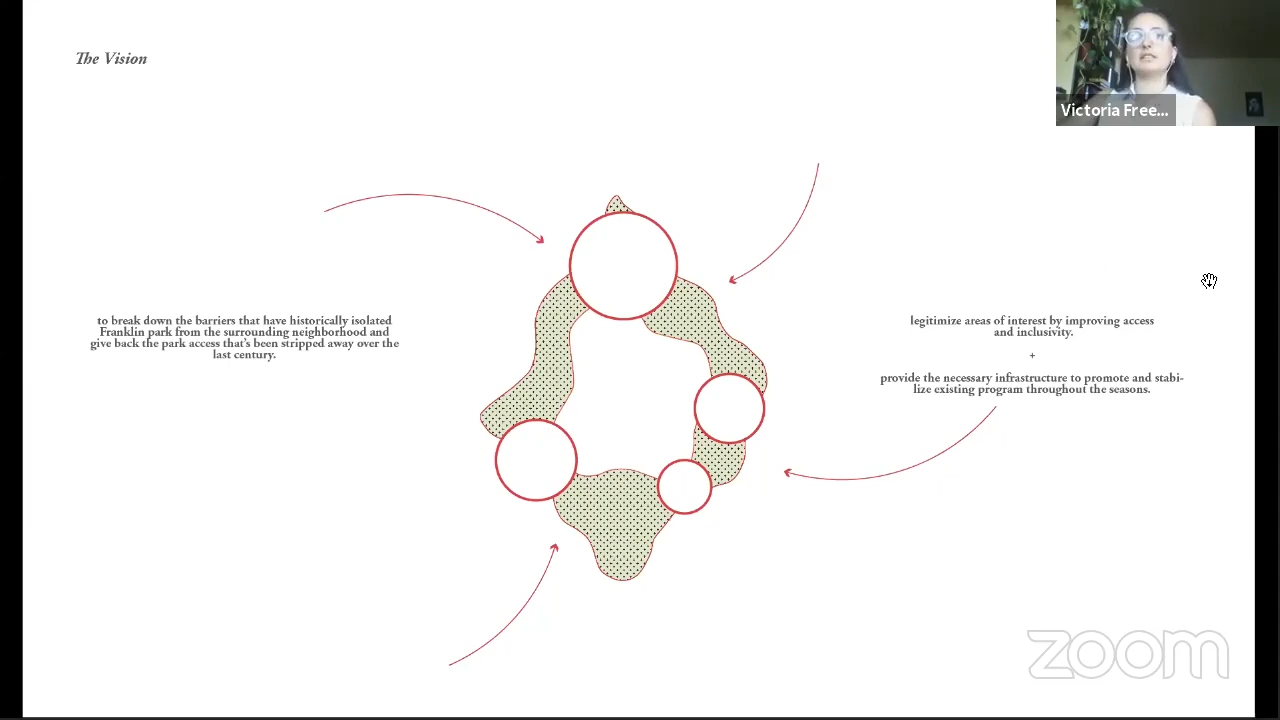 The Vision
Victoria Free...
to break down the barriers that have historically isolated
Franklin park from the surrounding neighborhood and
give back the park access that's been stripped away over the
last century.
legitimize areas of interest by improving access
and inclusivity.
+
provide the necessary infrastructure to promote and stabi-
lize existing program throughout the seasons.
zoom